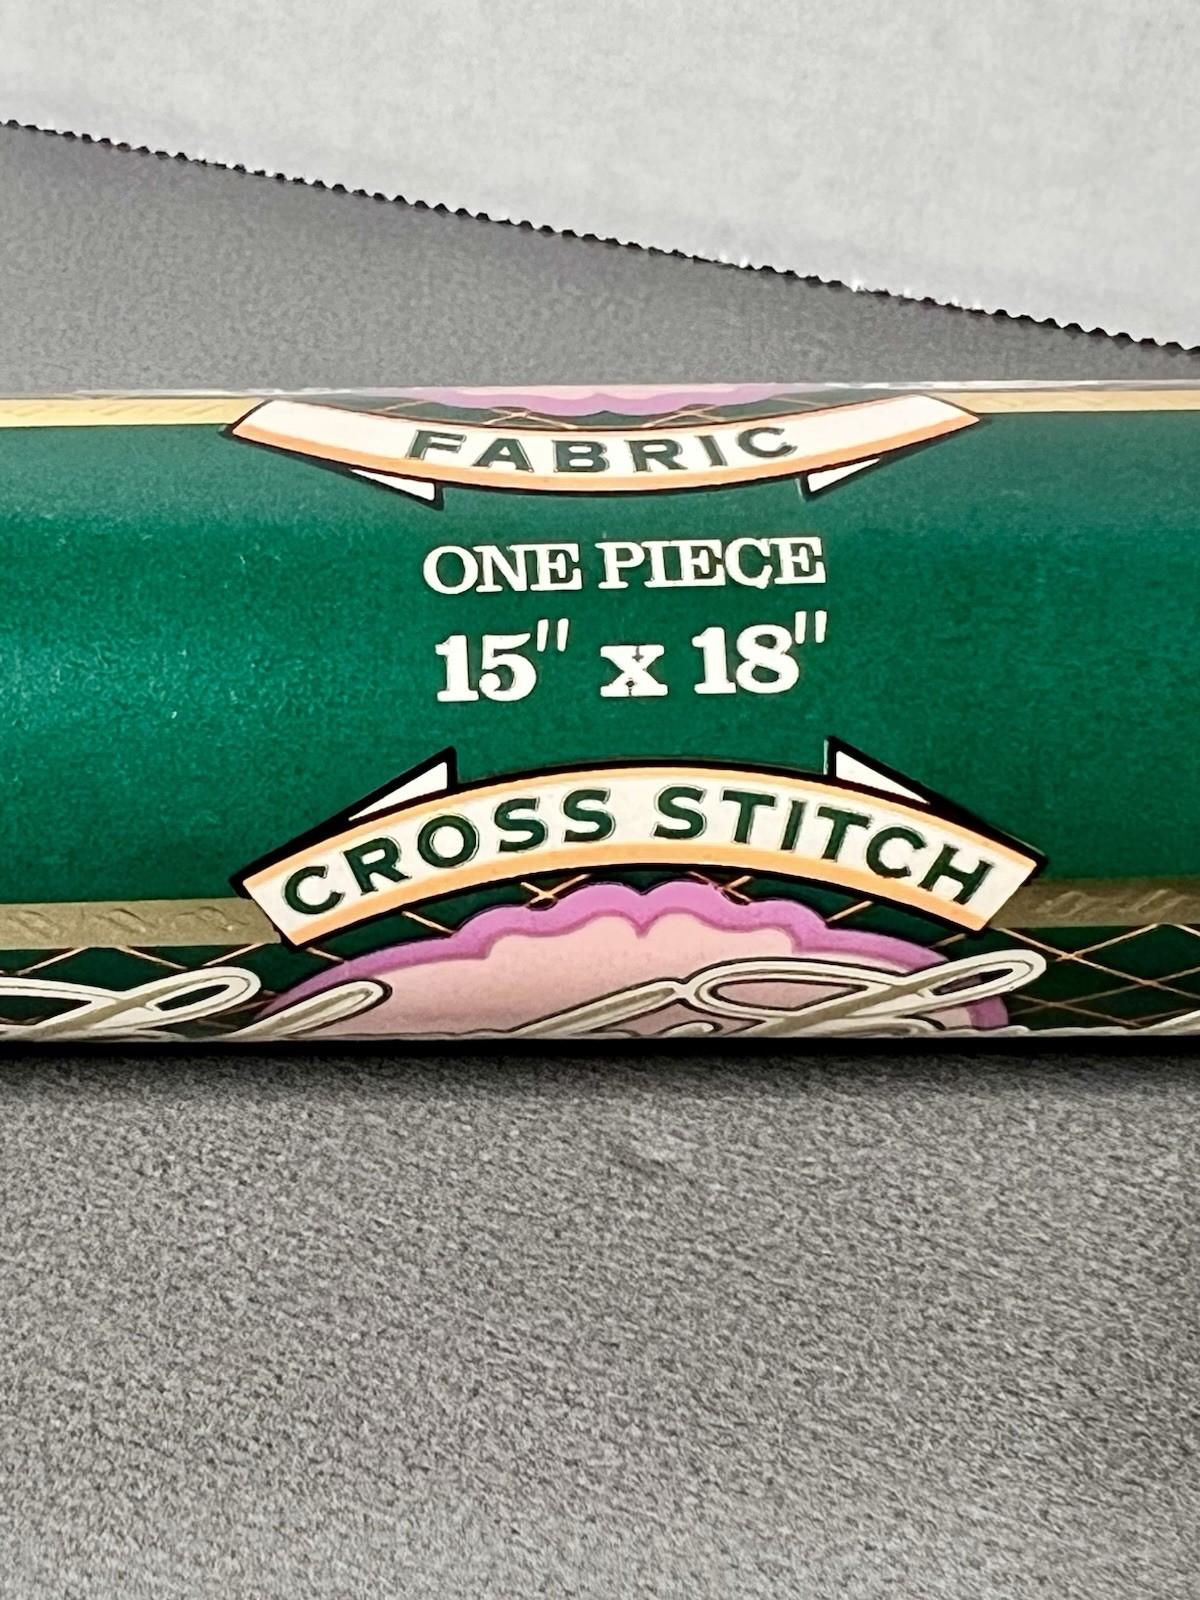 FABRIC
ONE PIECE
15" x 18"
CROSS STITCH